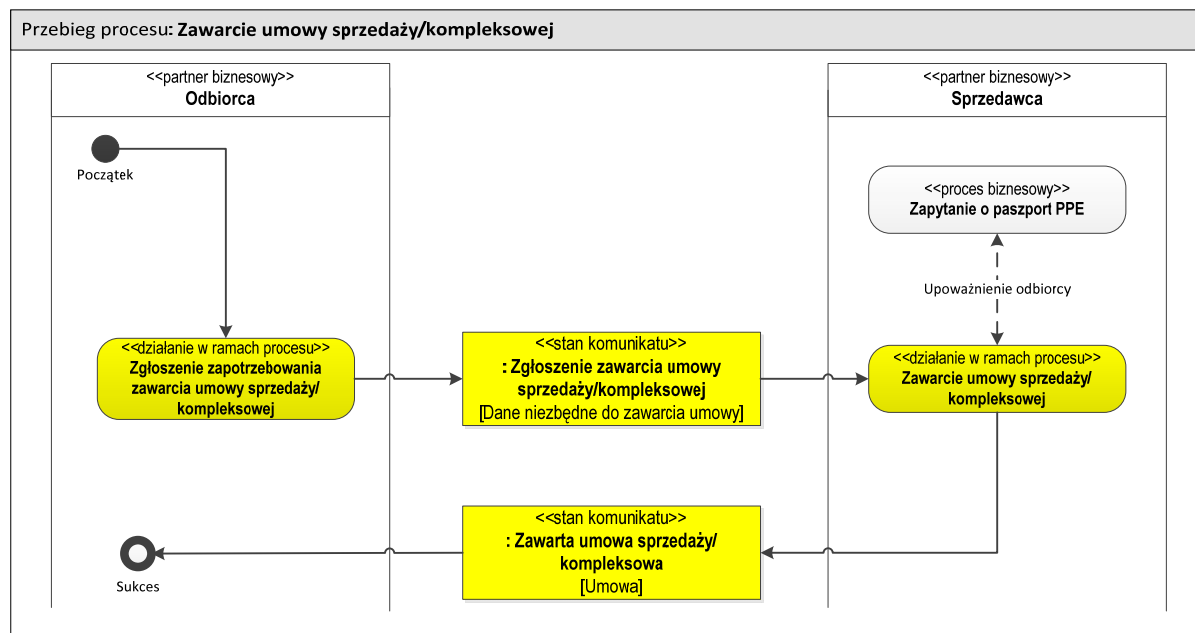 Przebieg procesu: Zawarcie umowy sprzedaży/kompleksowej
<<partner biznesowy>>
Odbiorca
<<partner biznesowy>>
Sprzedawca
Początek
<<proces biznesowy>>
Zapytanie o paszport PPE
Upoważnienie odbiorcy
<<działanie w ramach procesu>>
Zgłoszenie zapotrzebowania
zawarcia umowy sprzedaży/
kompleksowej
<<stan komunikatu>>
: Zgłoszenie zawarcia umowy
sprzedaży/kompleksowej
[Dane niezbędne do zawarcia umowy]
<<działanie w ramach procesu>>
Zawarcie umowy sprzedaży/
kompleksowej
<<stan komunikatu>>
: Zawarta umowa sprzedaży/
kompleksowa
[Umowa]
Sukces